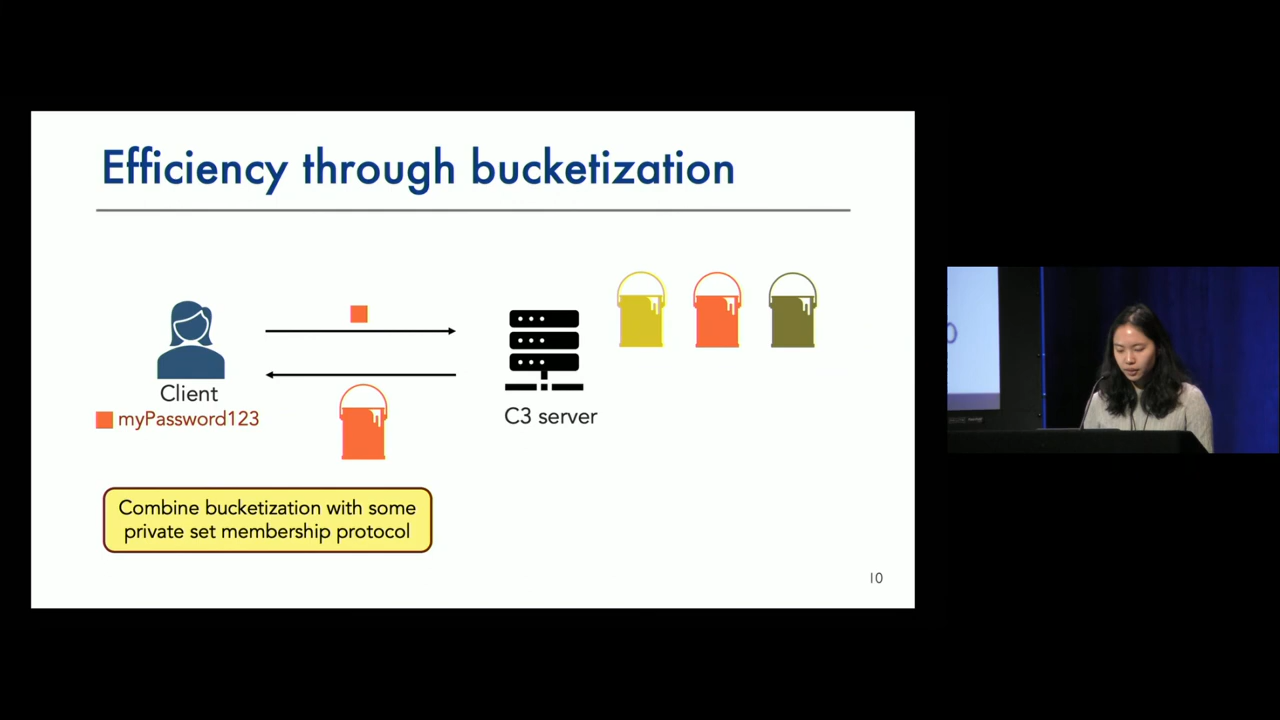 Efficiency through bucketization
Client
myPassword123
C3 server
Combine bucketization with some
private set membership protocol
10